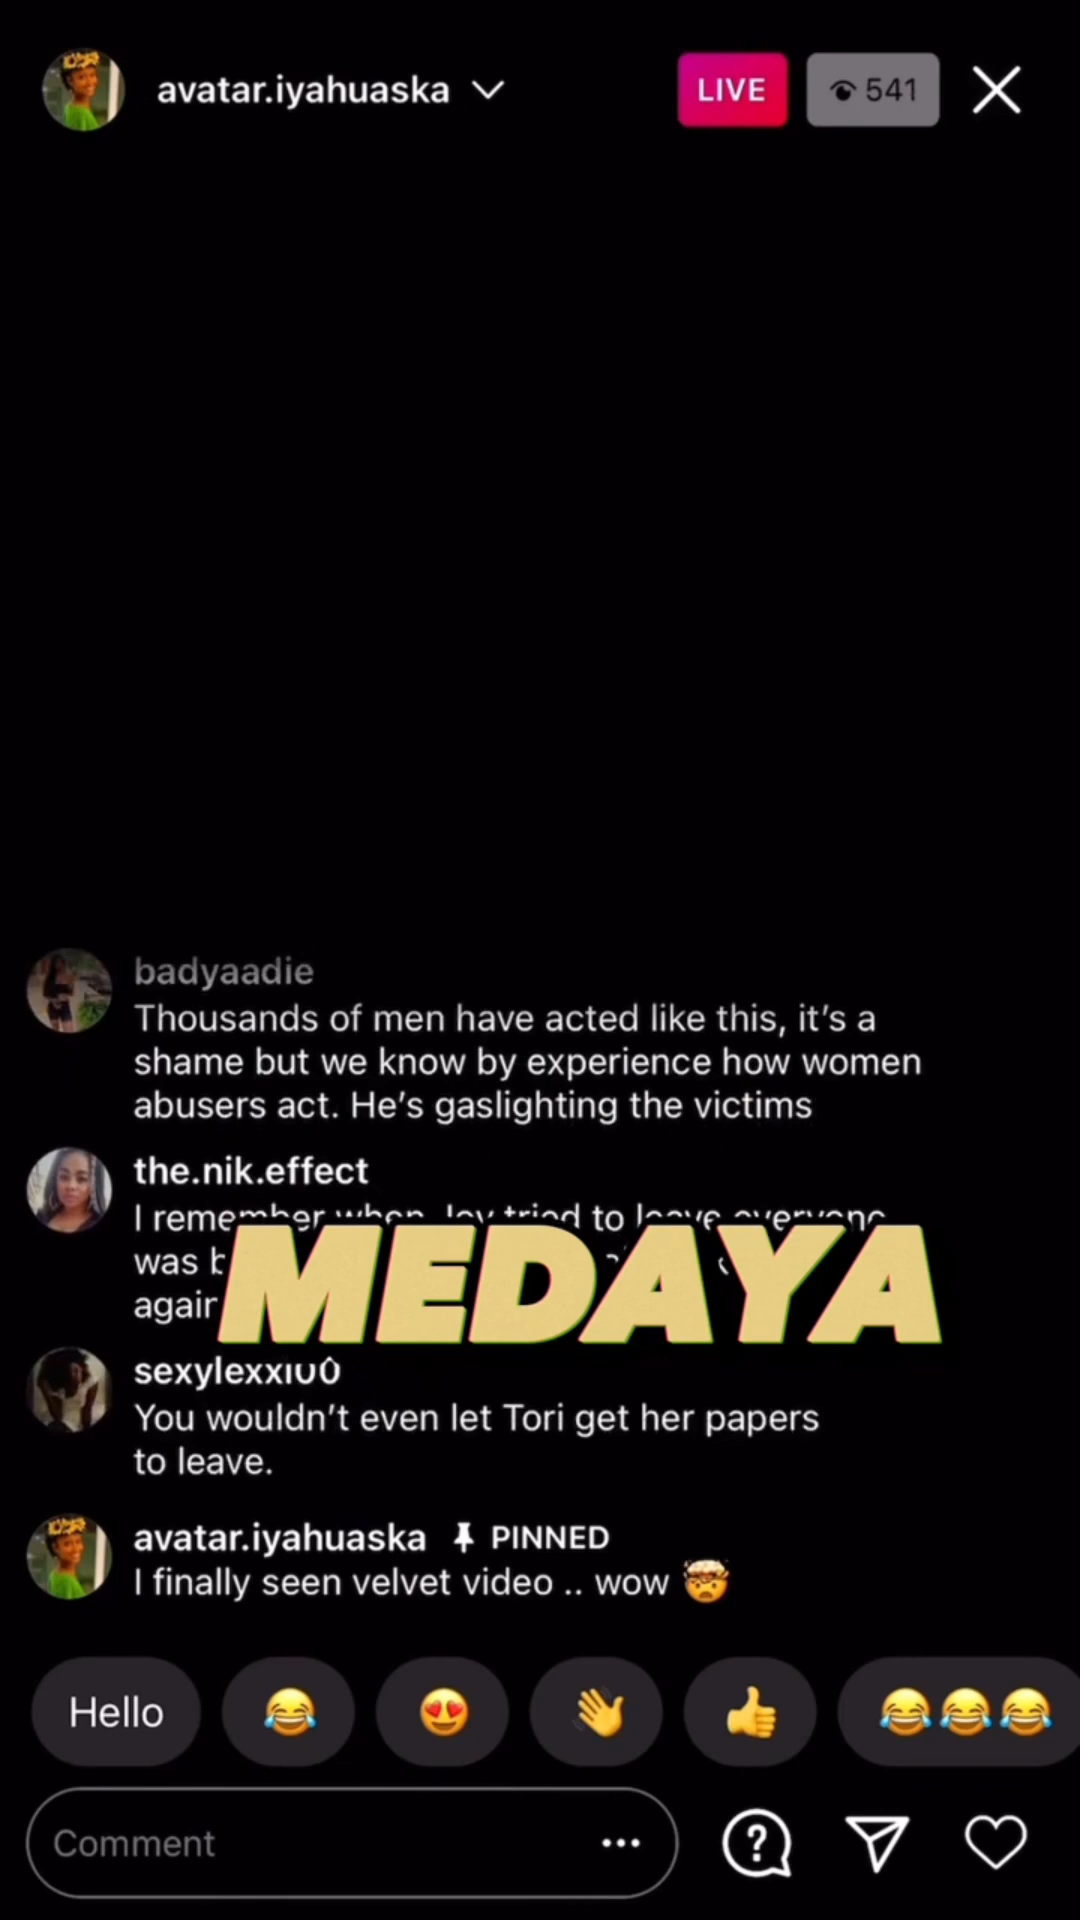 avatar.iyahuaska
LIVE
541
badyaadie
Thousands of men have acted like this, it's a
shame but we know by experience how women
abusers act. He's gaslighting the victims
the.nik.effect
I remember when Joy tried to leave everyone
was
MEDAYA
sexylexxi00
You wouldn't even let Tori get her papers
to leave.
avatar.iyahuaska PINNED
I finally seen velvet video .. wow 🤯
Hello 😂 😍 👋 👍 😂😂😂
Comment